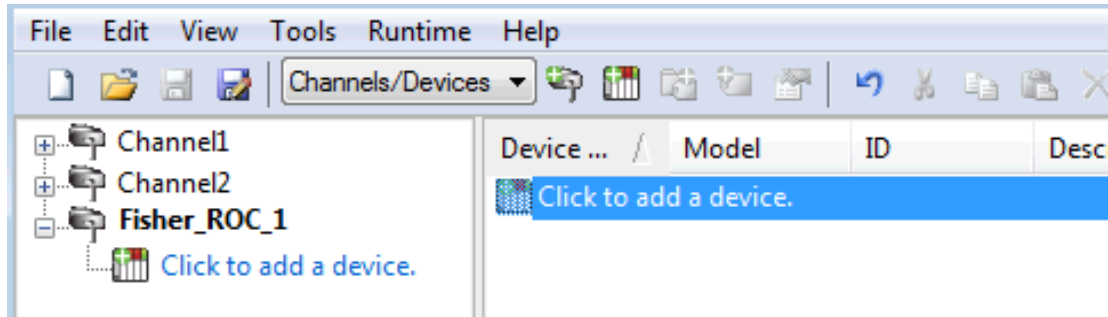 File Edit View Tools Runtime Help
Channels/Devices
Channel1
Channel2
Fisher_ROC_1
Click to add a device.
Device ... Model ID Desc
Click to add a device.